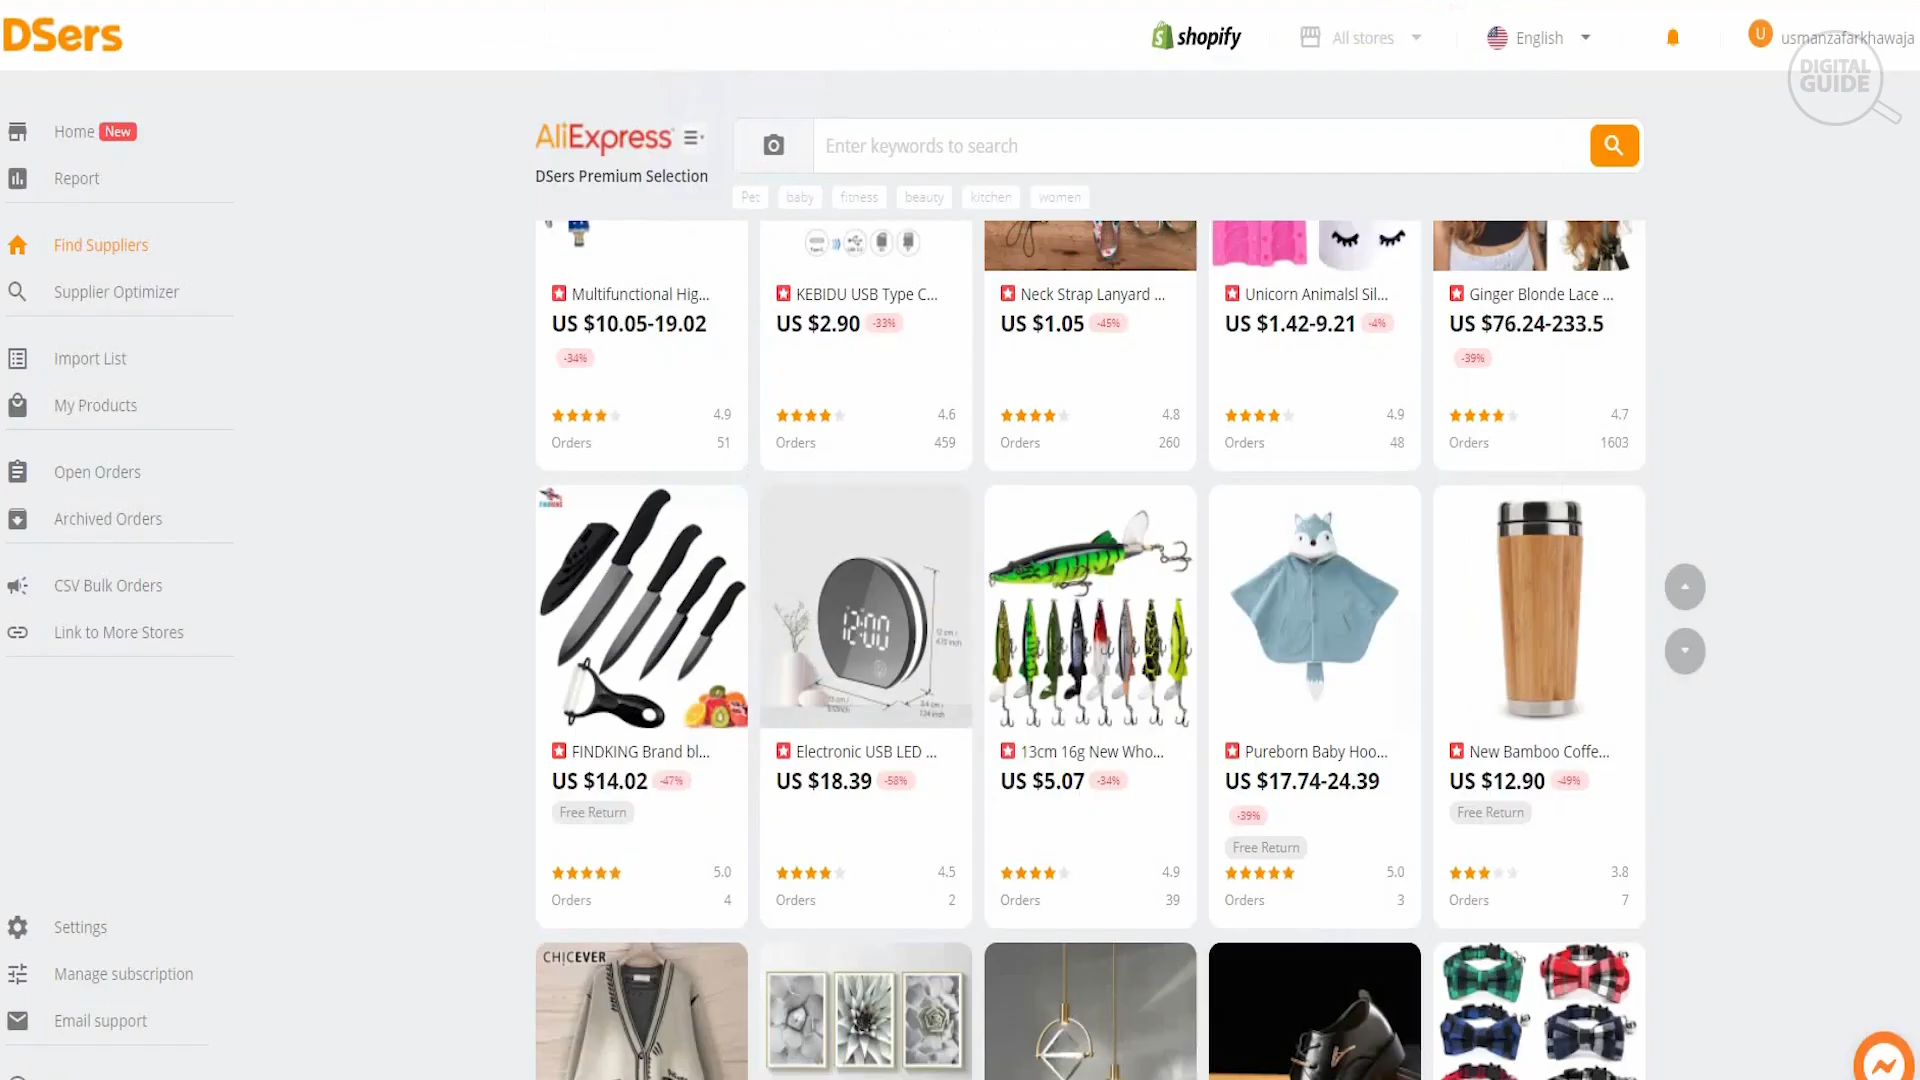 DSers
shopify
All stores
English
U
usmanzafarkhawaja
DIGITAL
GUIDE
Home New
Report
Find Suppliers
Supplier Optimizer
Import List
My Products
Open Orders
Archived Orders
CSV Bulk Orders
Link to More Stores
Settings
Manage subscription
Email support
AliExpress
DSers Premium Selection
Enter keywords to search
Pet baby fitness beauty kitchen women
Multifunctional Hig...
US $10.05-19.02
-34%
4.9
Orders 51
KEBIDU USB Type C...
US $2.90 -33%
4.6
Orders 459
Neck Strap Lanyard ...
US $1.05 -45%
4.8
Orders 260
Unicorn Animalsl Sil...
US $1.42-9.21 -4%
4.9
Orders 48
Ginger Blonde Lace ...
US $76.24-233.5
-39%
4.7
Orders 1603
FINDKING Brand bl...
US $14.02 -47%
Free Return
5.0
Orders 4
12:00
Electronic USB LED ...
US $18.39 -58%
4.5
Orders 2
13cm 16g New Who...
US $5.07 -34%
4.9
Orders 39
Pureborn Baby Hoo...
US $17.74-24.39
-39%
Free Return
5.0
Orders 3
New Bamboo Coffe...
US $12.90 -49%
Free Return
3.8
Orders 7
CHICEVER